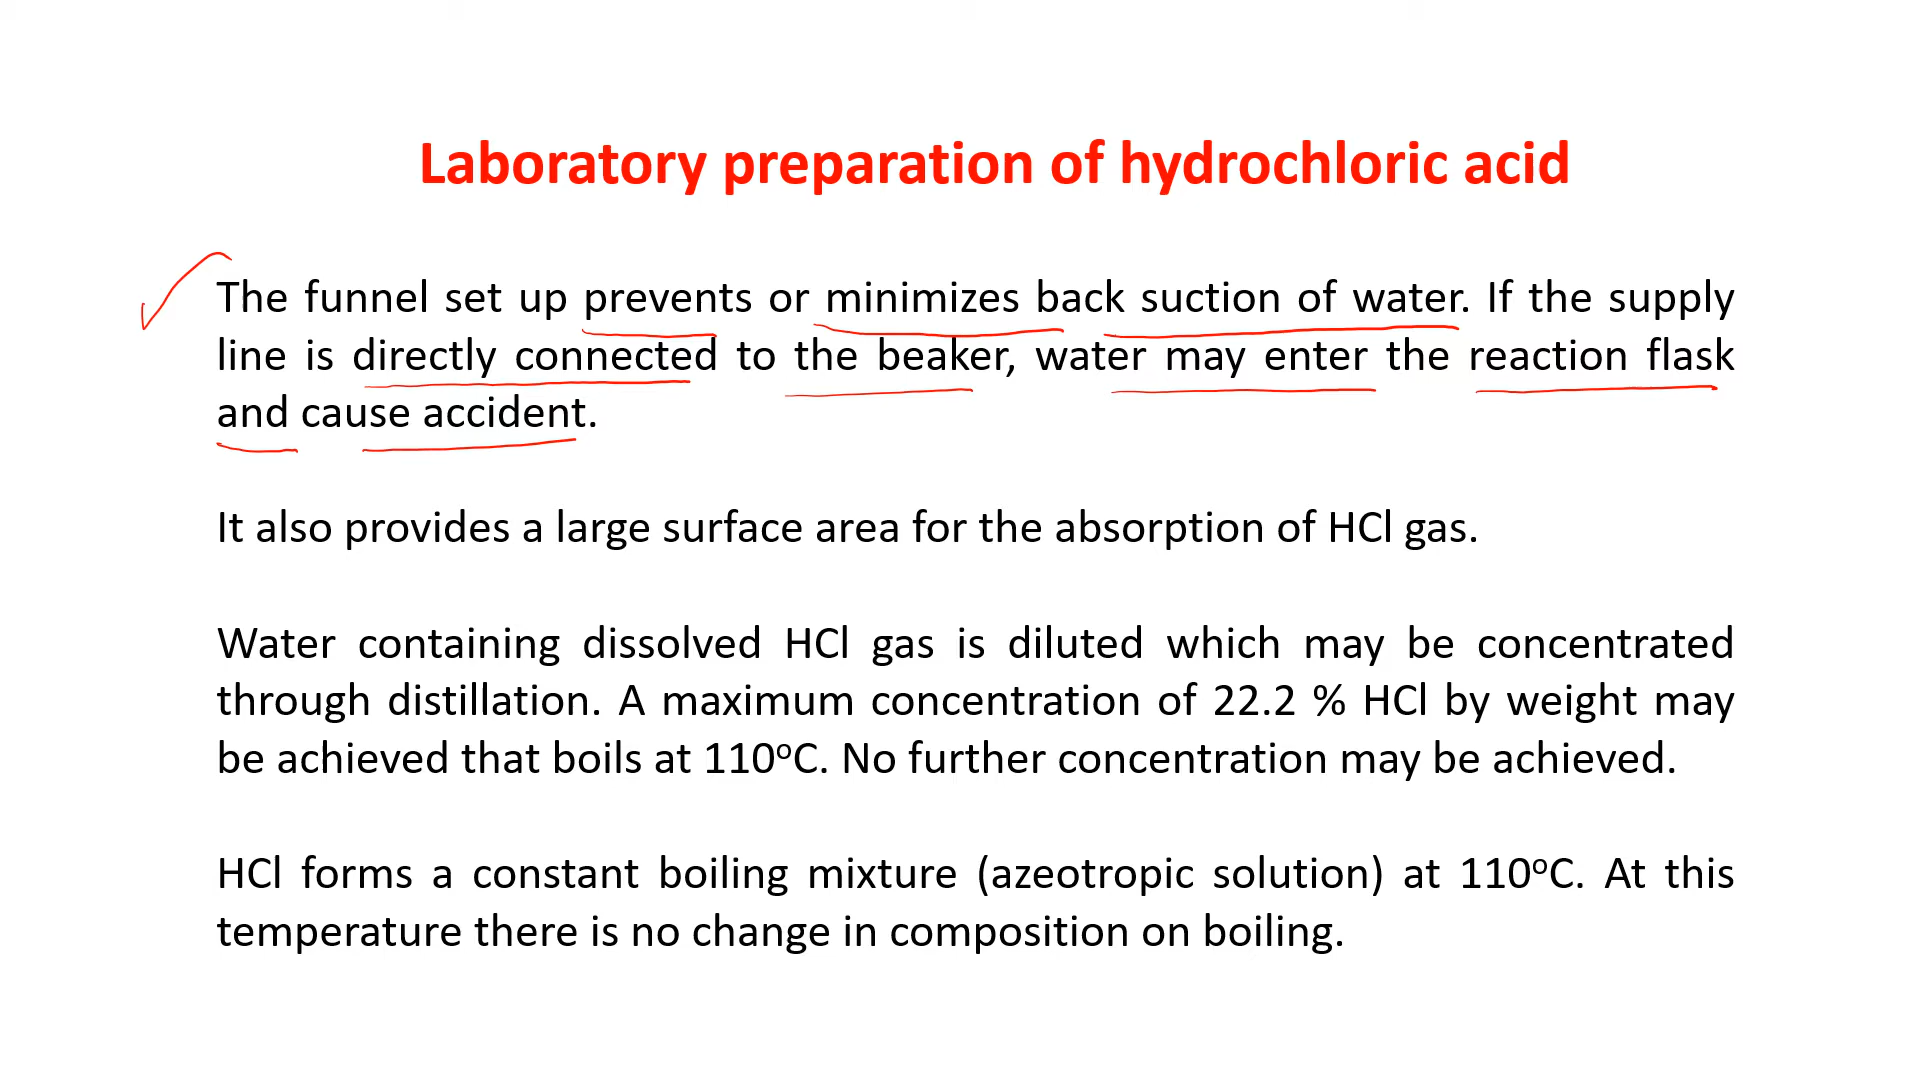 Laboratory preparation of hydrochloric acid
The funnel set up prevents or minimizes back suction of water. If the supply
line is directly connected to the beaker, water may enter the reaction flask
and cause accident.
It also provides a large surface area for the absorption of HCl gas.
Water containing dissolved HCl gas is diluted which may be concentrated
through distillation. A maximum concentration of 22.2 % HCl by weight may
be achieved that boils at 110ᵒC. No further concentration may be achieved.
HCl forms a constant boiling mixture (azeotropic solution) at 110ᵒC. At this
temperature there is no change in composition on boiling.